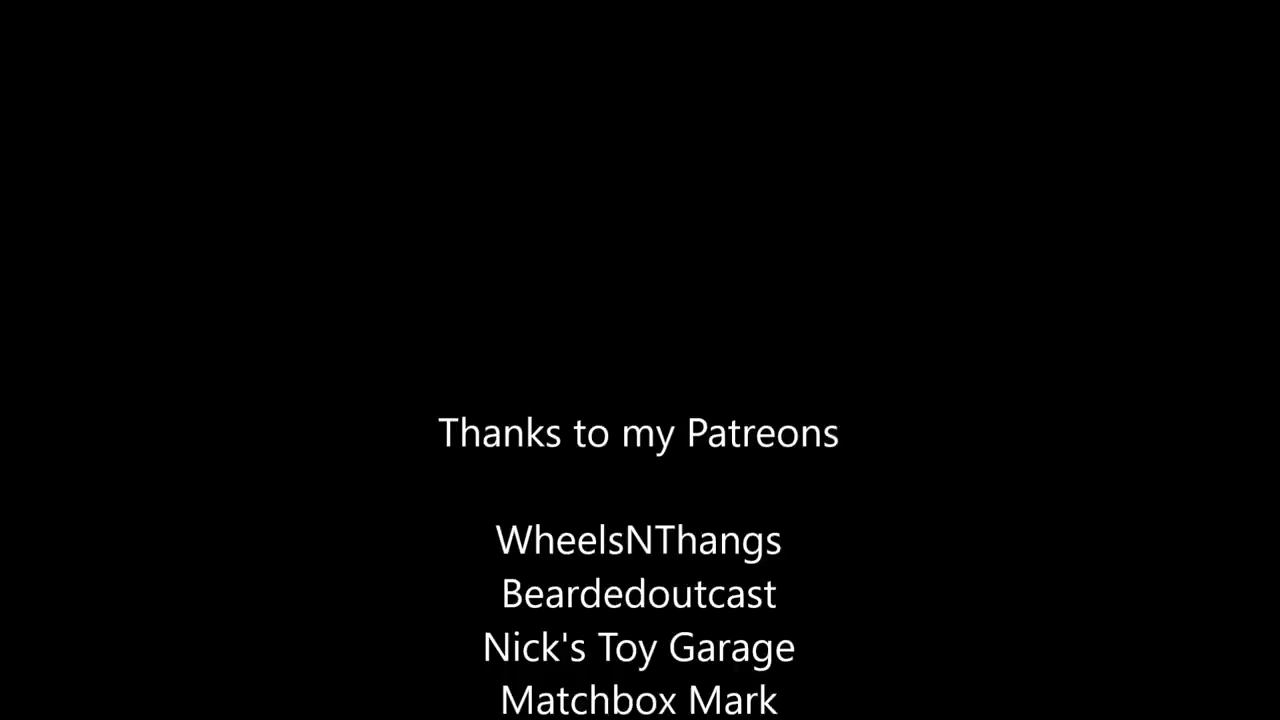 Thanks to my Patreons
WheelsNThangs
Beardedoutcast
Nick's Toy Garage
Matchbox Mark